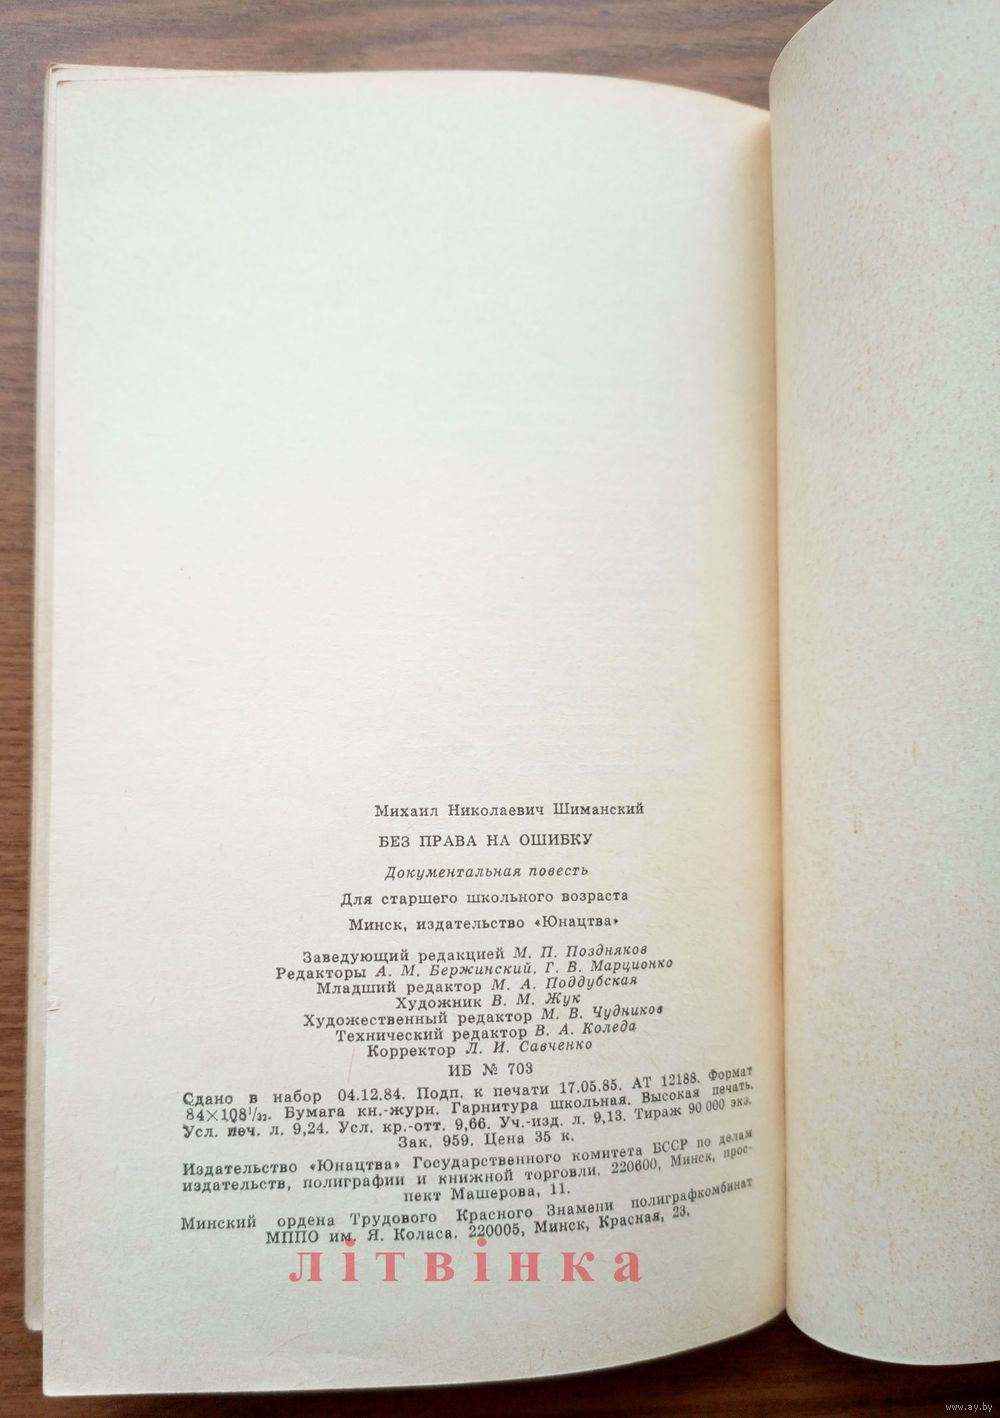 Михаил Николаевич Шиманский
БЕЗ ПРАВА НА ОШИБКУ
Документальная повесть
Для старшего школьного возраста
Минск, издательство «Юнацтва»
Заведующий редакцией М. П. Поздняков
Редакторы А. М. Бержинский, Г. В. Марционко
Младший редактор М. А. Поддубская
Художник В. М. Жук
Художественный редактор М. В. Чудников
Технический редактор В. А. Коледа
Корректор Л. И. Савченко
ИБ № 703
Сдано в набор 04.12.84. Подп. к печати 17.05.85. АТ 12188. Формат
84×108¹/₃₂. Бумага кн.-журн. Гарнитура школьная. Высокая печать.
Усл. печ. л. 9,24. Усл. кр.-отт. 9,66. Уч.-изд. л. 9,13. Тираж 90 000 экз.
Зак. 959. Цена 35 к.
Издательство «Юнацтва» Государственного комитета БССР по делам
издательств, полиграфии и книжной торговли. 220600, Минск, прос-
пект Машерова, 11.
Минский ордена Трудового Красного Знамени полиграфкомбинат
МППО им. Я. Коласа. 220005, Минск, Красная, 23.
літвінка
www.ay.by